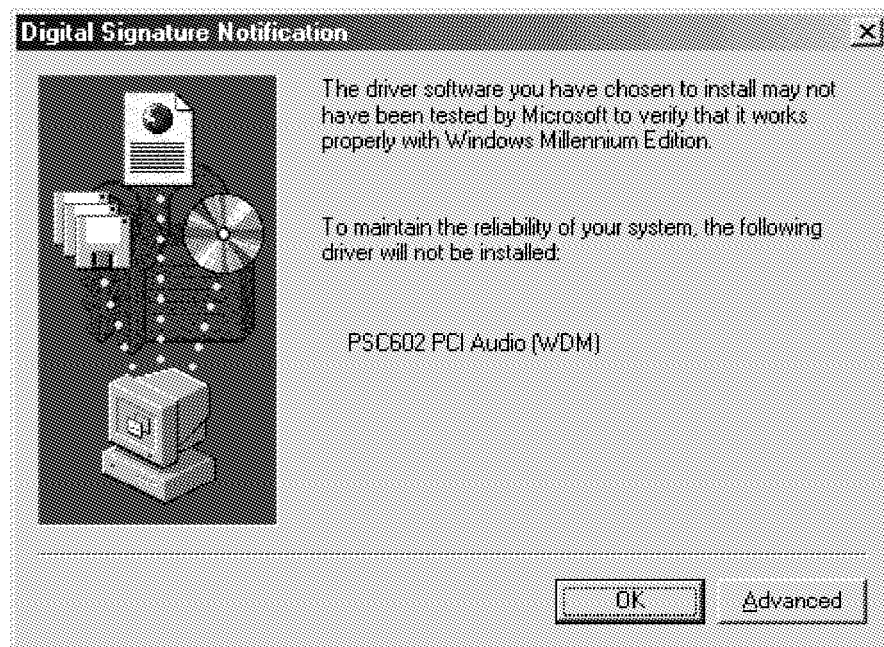 Digital Signature Notification
The driver software you have chosen to install may not
have been tested by Microsoft to verify that it works
properly with Windows Millennium Edition.
To maintain the reliability of your system, the following
driver will not be installed:
PSC602 PCI Audio (WDM)
OK
Advanced